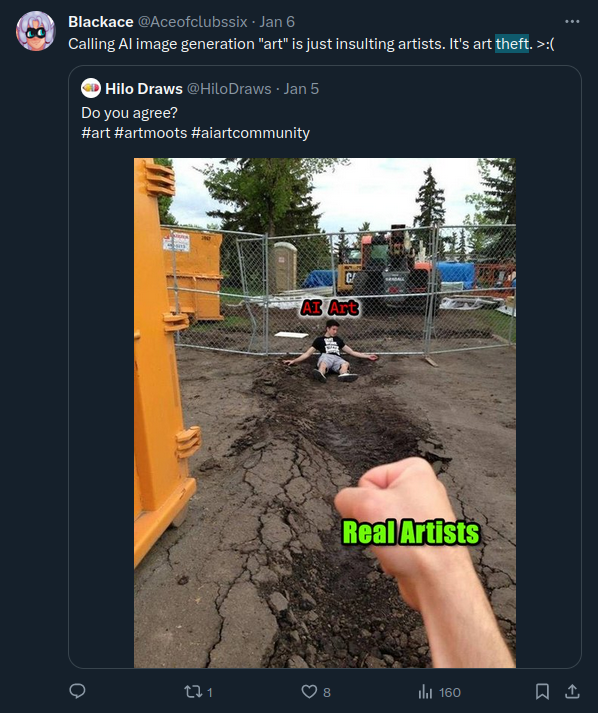 Blackace @Aceofclubssix · Jan 6
Calling AI image generation "art" is just insulting artists. It's art theft. >:(
Hilo Draws @HiloDraws · Jan 5
Do you agree?
#art #artmoots #aiartcommunity
AI Art
Real Artists
1
8
160